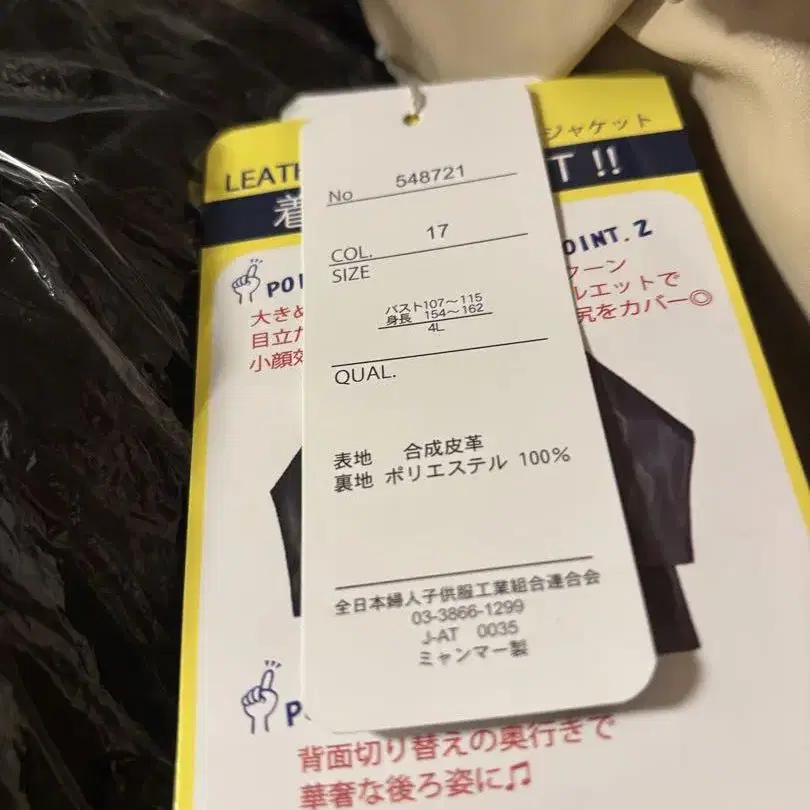 ジャケット
LEATH
T !!
着
No 548721
COL. 17
SIZE
バスト107〜115
身長 154〜162
4L
QUAL.
表地 合成皮革
裏地 ポリエステル 100%
全日本婦人子供服工業組合連合会
03-3866-1299
J-AT 0035
ミャンマー製
POI
大きめ
目立た
小顔効
OINT.2
フーン
ルエットで
尻をカバー◎
P
背面切り替えの奥行きで
華奢な後ろ姿に♫